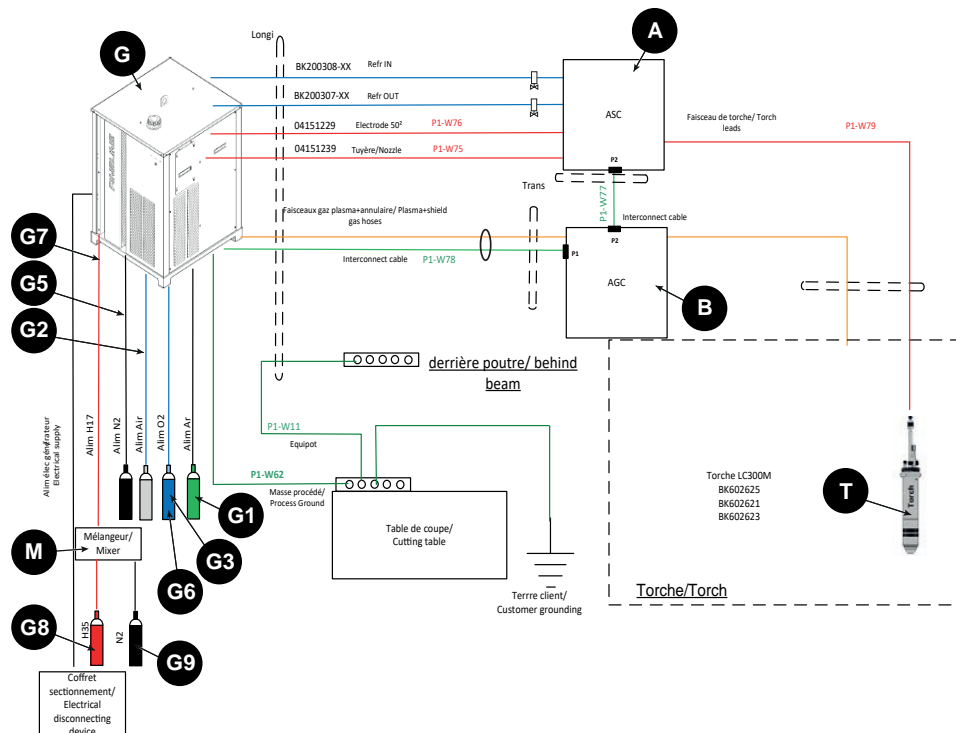 Longi
G
A
BK200308-XX Refr IN
BK200307-XX Refr OUT
04151229 Electrode 50² P1-W76
04151239 Tuyère/Nozzle P1-W75
ASC
P2
Faisceau de torche/ Torch
leads
P1-W79
Trans
P1-W77
Interconnect cable
P2
Faisceaux gaz plasma+annulaire/ Plasma+shield
gas hoses
Interconnect cable P1-W78
P1
AGC
B
G7
G5
G2
derrière poutre/ behind
beam
Alim élec générateur
Electrical supply
Alim H17
Alim N2
Alim Air
Alim O2
Alim Ar
P1-W11
Equipot
P1-W62
Masse procédé/
Process Ground
G1
G3
G6
Table de coupe/
Cutting table
Terrre client/
Customer grounding
Torche LC300M
BK602625
BK602621
BK602623
Torch
T
Torche/Torch
M
Mélangeur/
Mixer
G8
H35
N2
G9
Coffret
sectionnement/
Electrical
disconnecting
device